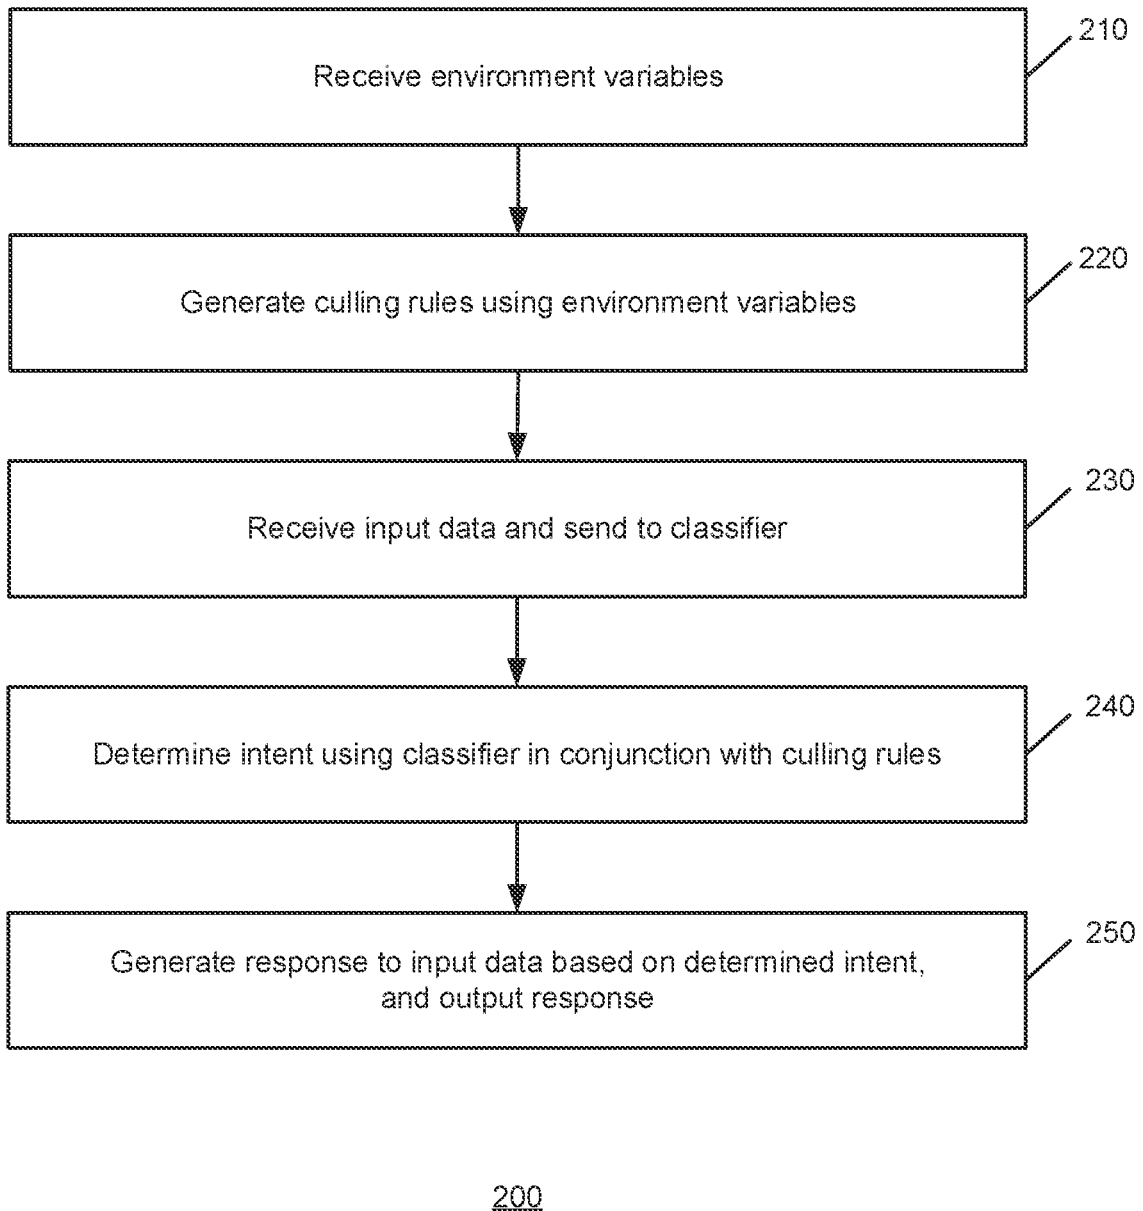 Receive environment variables
210
Generate culling rules using environment variables
220
Receive input data and send to classifier
230
Determine intent using classifier in conjunction with culling rules
240
Generate response to input data based on determined intent,
and output response
250
200